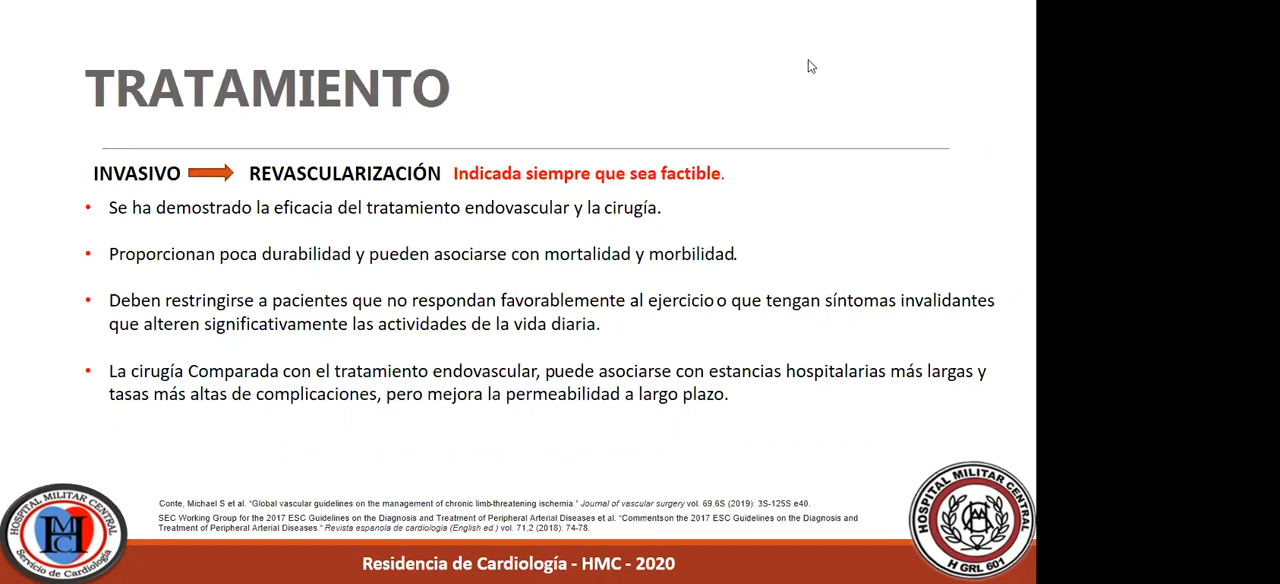 TRATAMIENTO
INVASIVO REVASCULARIZACIÓN Indicada siempre que sea factible.
• Se ha demostrado la eficacia del tratamiento endovascular y la cirugía.
• Proporcionan poca durabilidad y pueden asociarse con mortalidad y morbilidad.
• Deben restringirse a pacientes que no respondan favorablemente al ejercicio o que tengan síntomas invalidantes
que alteren significativamente las actividades de la vida diaria.
• La cirugía Comparada con el tratamiento endovascular, puede asociarse con estancias hospitalarias más largas y
tasas más altas de complicaciones, pero mejora la permeabilidad a largo plazo.
Conte, Michael S et al. “Global vascular guidelines on the management of chronic limb-threatening ischemia.” Journal of vascular surgery vol. 69,6S (2019): 3S-125S.e40.
SEC Working Group for the 2017 ESC Guidelines on the Diagnosis and Treatment of Peripheral Arterial Diseases et al. “Comments on the 2017 ESC Guidelines on the Diagnosis and
Treatment of Peripheral Arterial Diseases.” Revista espanola de cardiologia (English ed.) vol. 71,2 (2018): 74-78.
HOSPITAL MILITAR CENTRAL
HMC
Servicio de Cardiología
HOSPITAL MILITAR CENTRAL
H GRL 601
Residencia de Cardiología - HMC - 2020